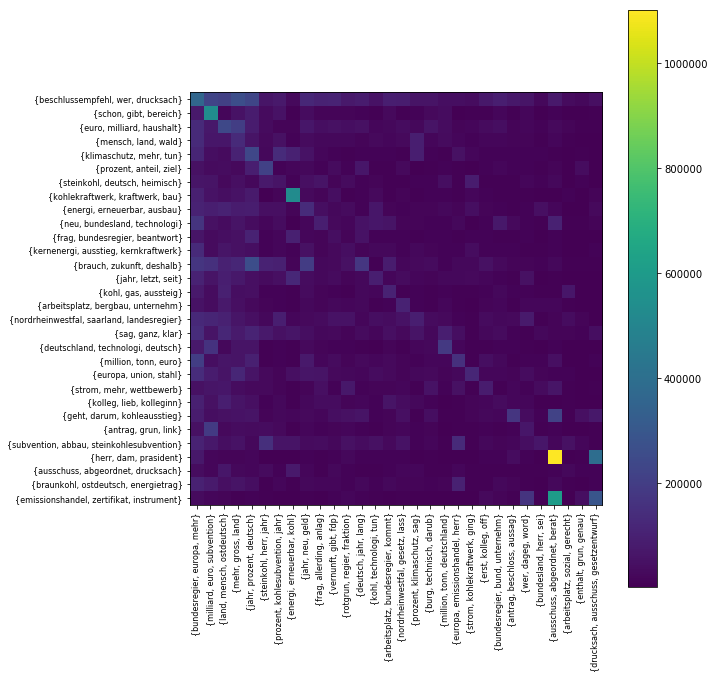 {beschlussempfehl, wer, drucksach}
{schon, gibt, bereich}
{euro, milliard, haushalt}
{mensch, land, wald}
{klimaschutz, mehr, tun}
{prozent, anteil, ziel}
{steinkohl, deutsch, heimisch}
{kohlekraftwerk, kraftwerk, bau}
{energi, erneuerbar, ausbau}
{neu, bundesland, technologi}
{frag, bundesregier, beantwort}
{kernenergi, ausstieg, kernkraftwerk}
{brauch, zukunft, deshalb}
{jahr, letzt, seit}
{kohl, gas, aussteig}
{arbeitsplatz, bergbau, unternehm}
{nordrheinwestfal, saarland, landesregier}
{sag, ganz, klar}
{deutschland, technologi, deutsch}
{million, tonn, euro}
{europa, union, stahl}
{strom, mehr, wettbewerb}
{kolleg, lieb, kolleginn}
{geht, darum, kohleausstieg}
{antrag, grun, link}
{subvention, abbau, steinkohlesubvention}
{herr, dam, prasident}
{ausschuss, abgeordnet, drucksach}
{braunkohl, ostdeutsch, energietrag}
{emissionshandel, zertifikat, instrument}
{bundesregier, europa, mehr}
{milliard, euro, subvention}
{land, mensch, ostdeutsch}
{mehr, gross, land}
{jahr, prozent, deutsch}
{steinkohl, herr, jahr}
{prozent, kohlesubvention, jahr}
{energi, erneuerbar, kohl}
{jahr, neu, geld}
{frag, allerding, anlag}
{vernunft, gibt, fdp}
{rotgrun, regier, fraktion}
{deutsch, jahr, lang}
{kohl, technologi, tun}
{arbeitsplatz, bundesregier, kommt}
{nordrheinwestfal, gesetz, lass}
{prozent, klimaschutz, sag}
{burg, technisch, darub}
{million, tonn, deutschland}
{europa, emissionshandel, herr}
{strom, kohlekraftwerk, ging}
{erst, kolleg, off}
{bundesregier, bund, unternehm}
{antrag, beschloss, aussag}
{wer, dageg, word}
{bundesland, herr, sei}
{ausschuss, abgeordnet, berat}
{arbeitsplatz, sozial, gerecht}
{enthalt, grun, genau}
{drucksach, ausschuss, gesetzentwurf}
1000000
800000
600000
400000
200000